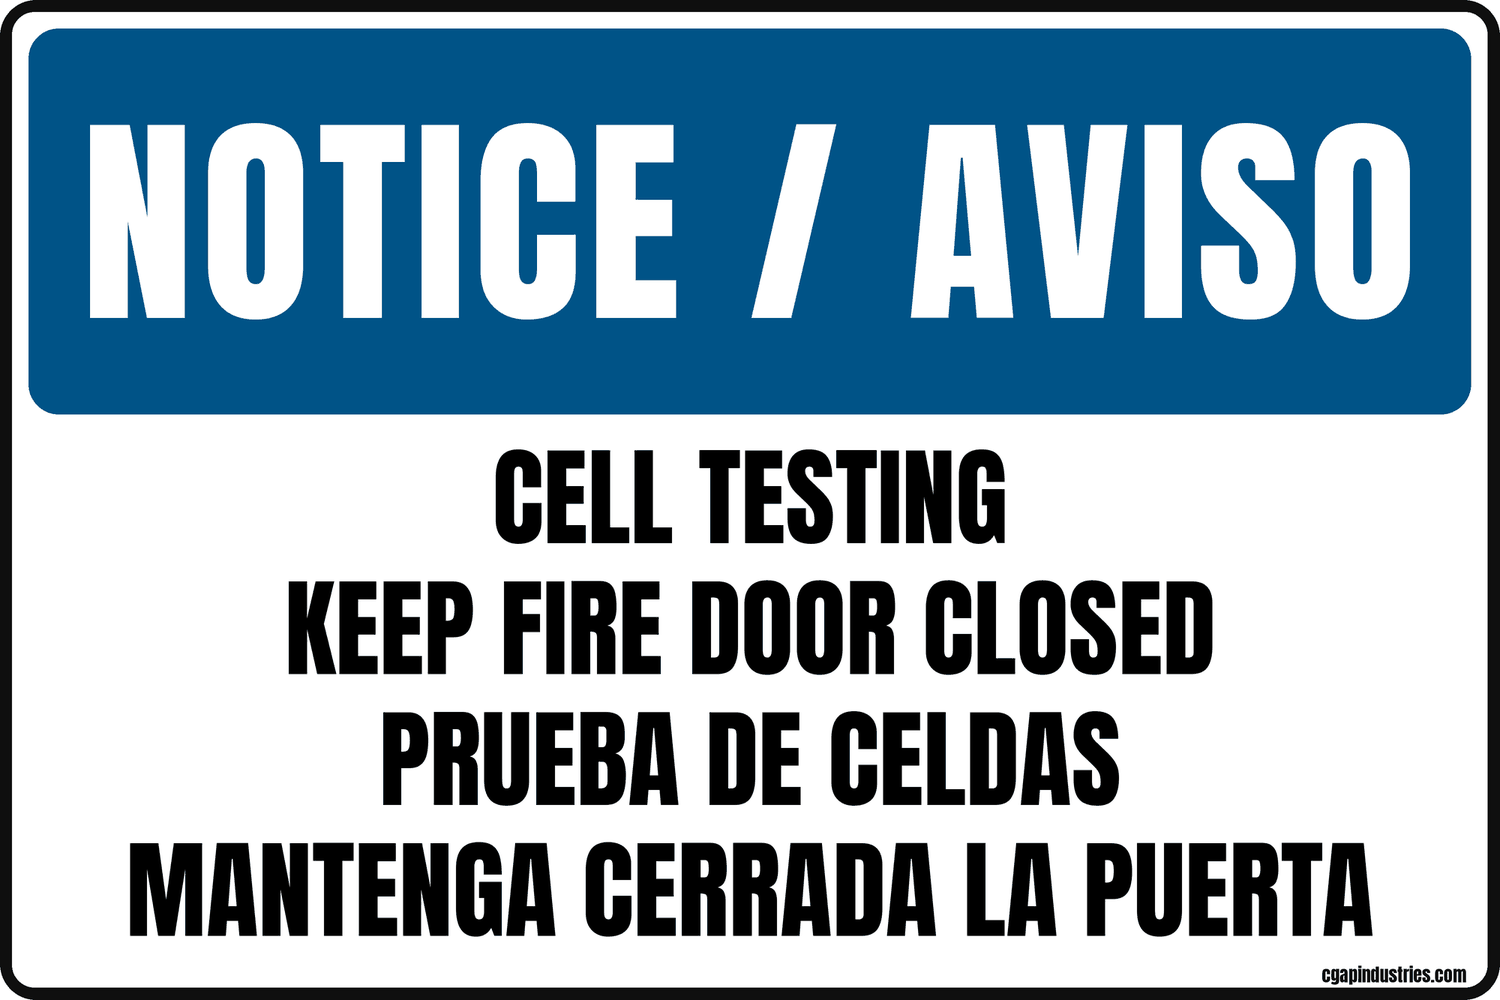 NOTICE / AVISO
CELL TESTING
KEEP FIRE DOOR CLOSED
PRUEBA DE CELDAS
MANTENGA CERRADA LA PUERTA
cgapindustries.com